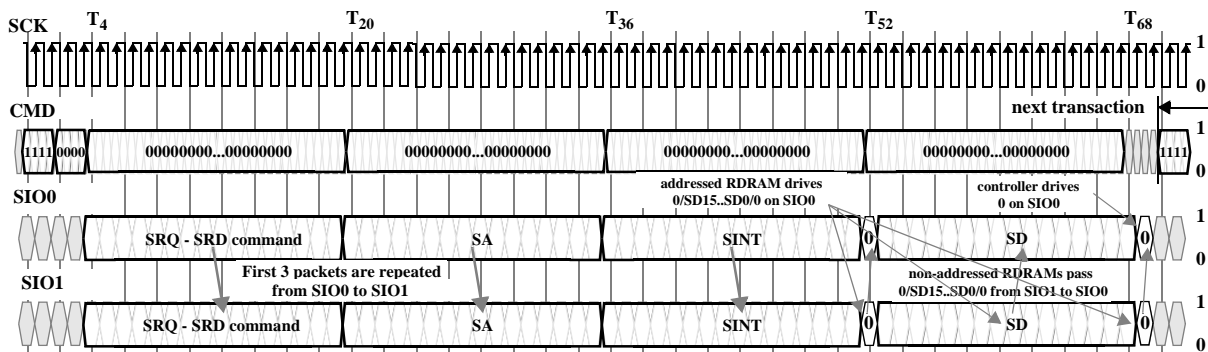 T4 T20 T36 T52 T68
SCK
1
0
next transaction
CMD
1
1111 0000 00000000...00000000 00000000...00000000 00000000...00000000 00000000...00000000 1111
0
addressed RDRAM drives
0/SD15..SD0/0 on SIO0
controller drives
0 on SIO0
SIO0
1
SRQ - SRD command SA SINT 0 SD 0
0
First 3 packets are repeated
from SIO0 to SIO1
non-addressed RDRAMs pass
0/SD15..SD0/0 from SIO1 to SIO0
SIO1
1
SRQ - SRD command SA SINT 0 SD 0
0